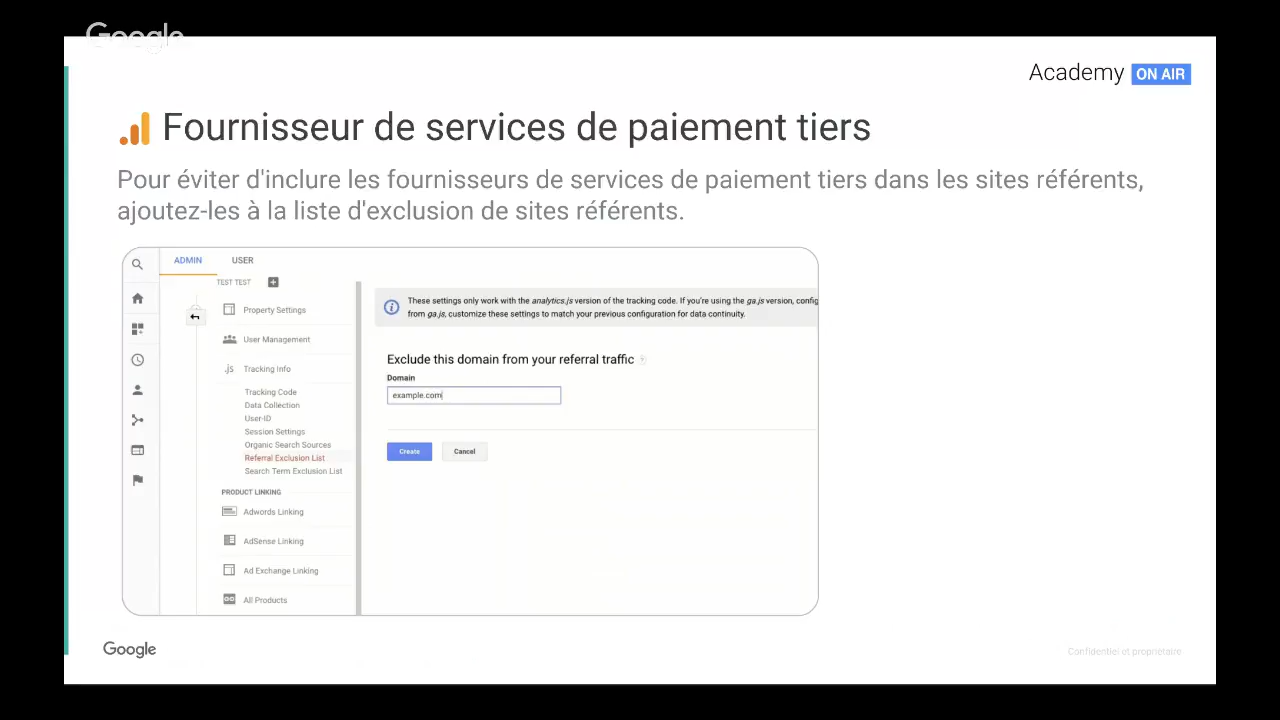 Google
Academy ON AIR
Fournisseur de services de paiement tiers
Pour éviter d'inclure les fournisseurs de services de paiement tiers dans les sites référents,
ajoutez-les à la liste d'exclusion de sites référents.
ADMIN USER
TEST TEST
Property Settings
User Management
.js Tracking Info
Tracking Code
Data Collection
User-ID
Session Settings
Organic Search Sources
Referral Exclusion List
Search Term Exclusion List
PRODUCT LINKING
Adwords Linking
AdSense Linking
Ad Exchange Linking
All Products
These settings only work with the analytics.js version of the tracking code. If you're using the ga.js version, config
from ga.js, customize these settings to match your previous configuration for data continuity.
Exclude this domain from your referral traffic ?
Domain
example.com
Create Cancel
Google
Confidentiel et propriétaire